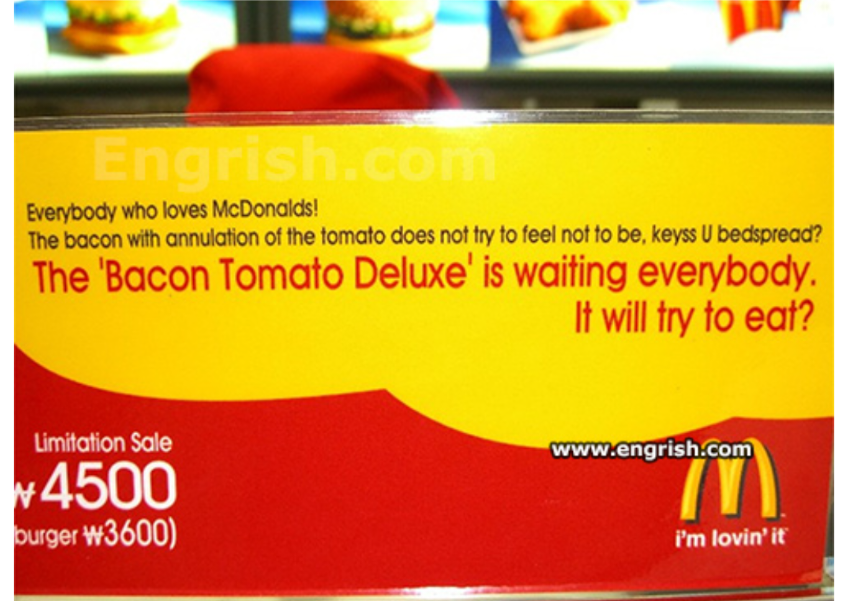 Engrish.com
Everybody who loves McDonalds!
The bacon with annulation of the tomato does not try to feel not to be, keyss U bedspread?
The 'Bacon Tomato Deluxe' is waiting everybody.
It will try to eat?
Limitation Sale
₩4500
burger ₩3600)
www.engrish.com
i'm lovin' it